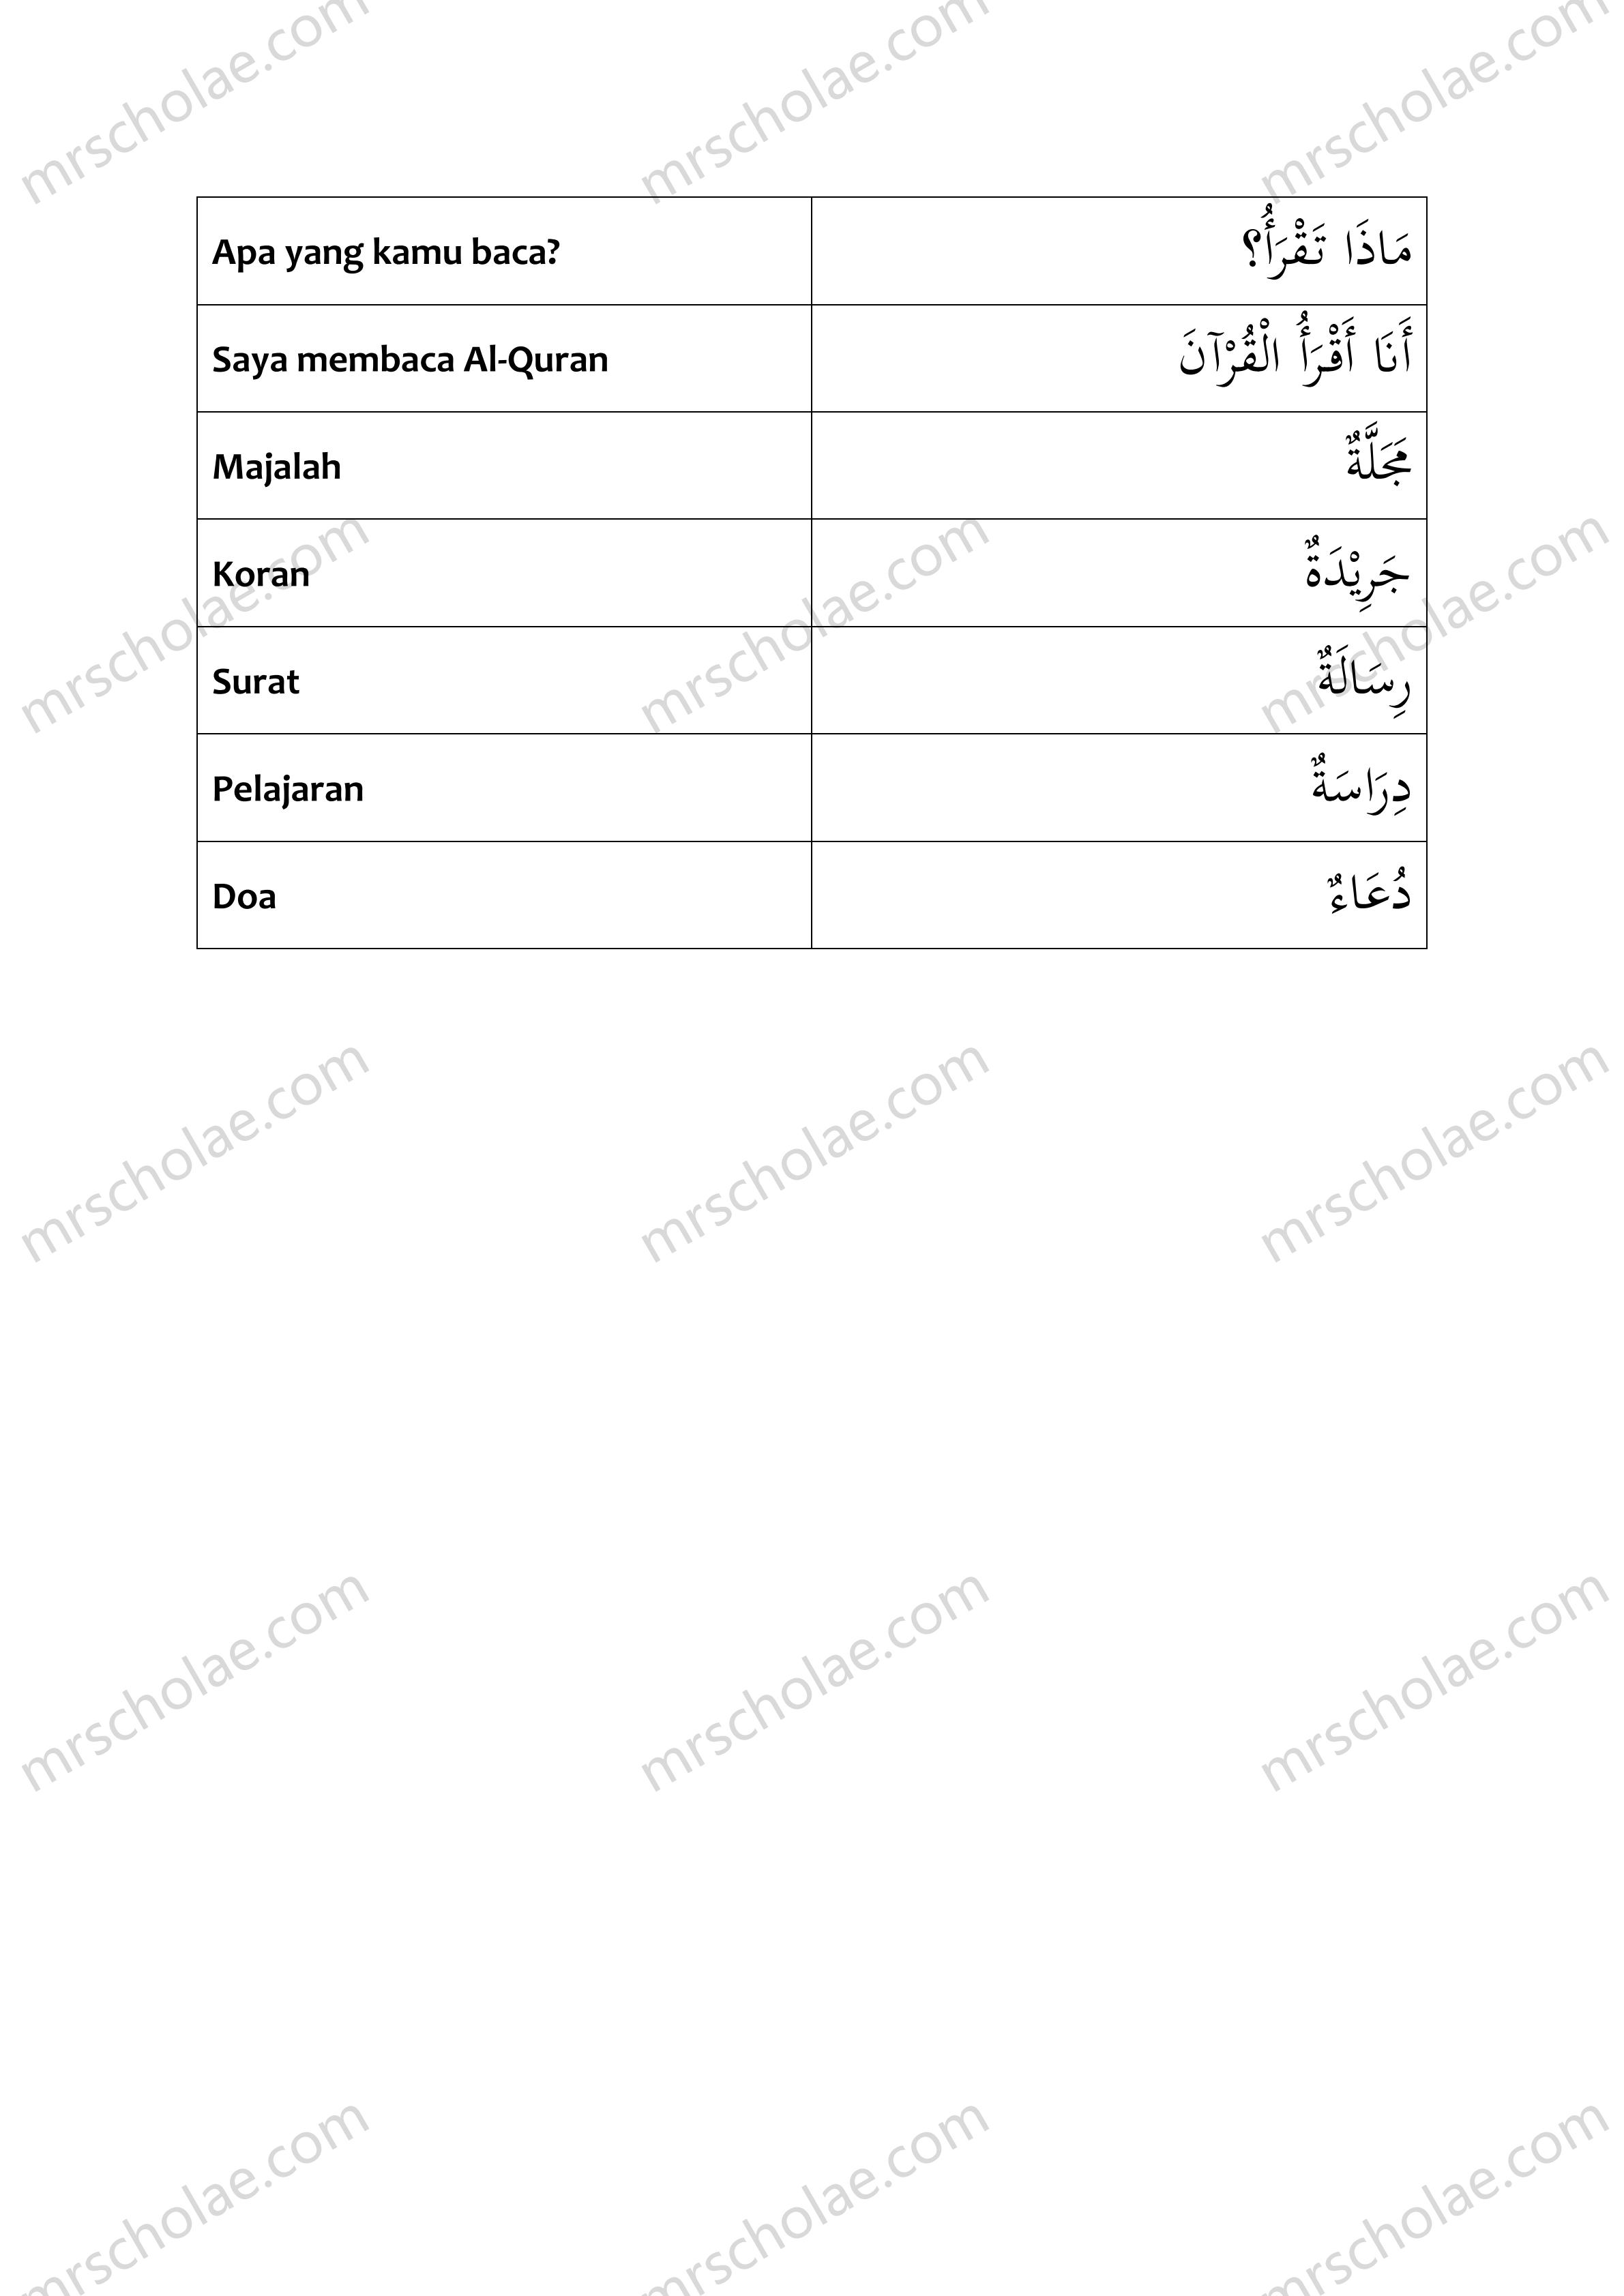 mrscholae.com mrscholae.com mrscholae.com
Apa yang kamu baca? مَاذَا تَقْرَأُ؟
Saya membaca Al-Quran أَنَا أَقْرَأُ الْقُرْآنَ
Majalah مَجَلَّةٌ
Koran جَرِيْدَةٌ
mrscholae.com mrscholae.com mrscholae.com
Surat رِسَالَةٌ
Pelajaran دِرَاسَةٌ
Doa دُعَاءٌ
mrscholae.com mrscholae.com mrscholae.com
mrscholae.com mrscholae.com mrscholae.com
mrscholae.com mrscholae.com mrscholae.com